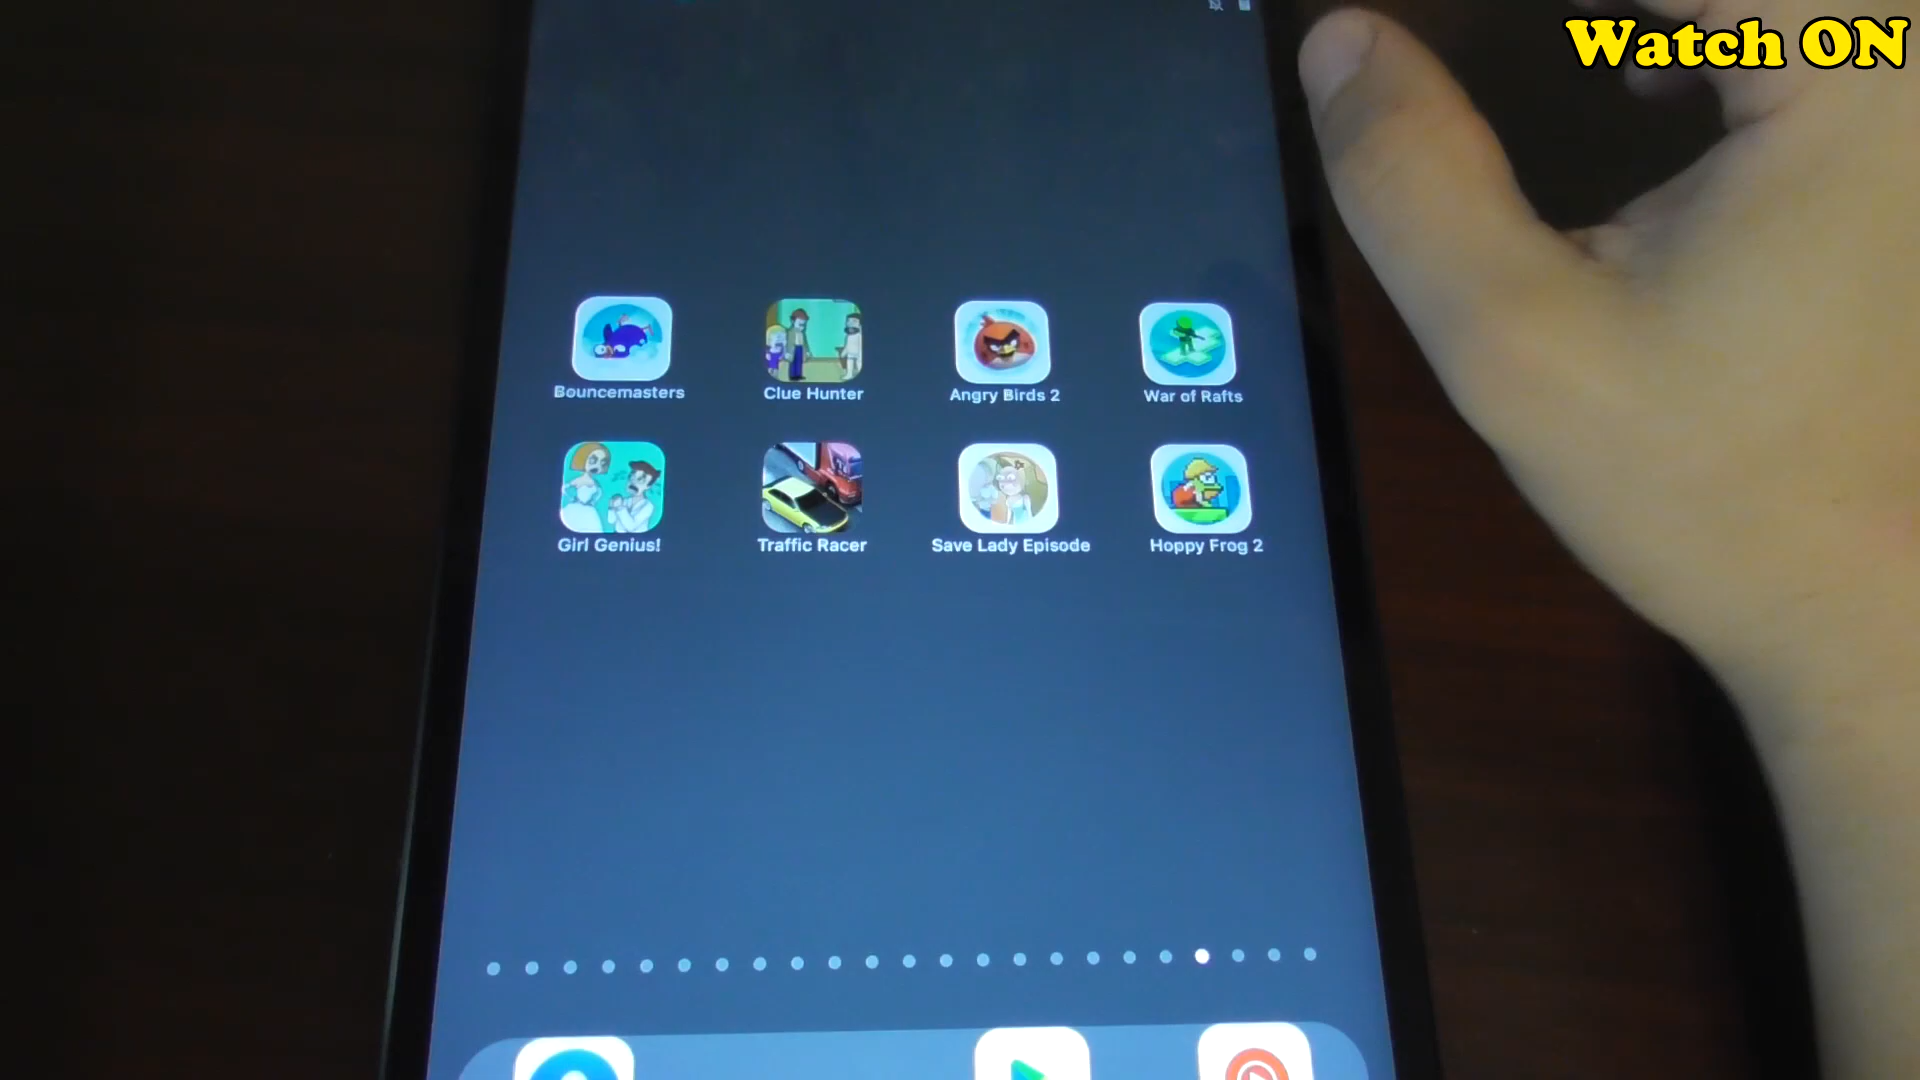 Watch ON
Bouncemasters
Clue Hunter
Angry Birds 2
War of Rafts
Girl Genius!
Traffic Racer
Save Lady Episode
Hoppy Frog 2